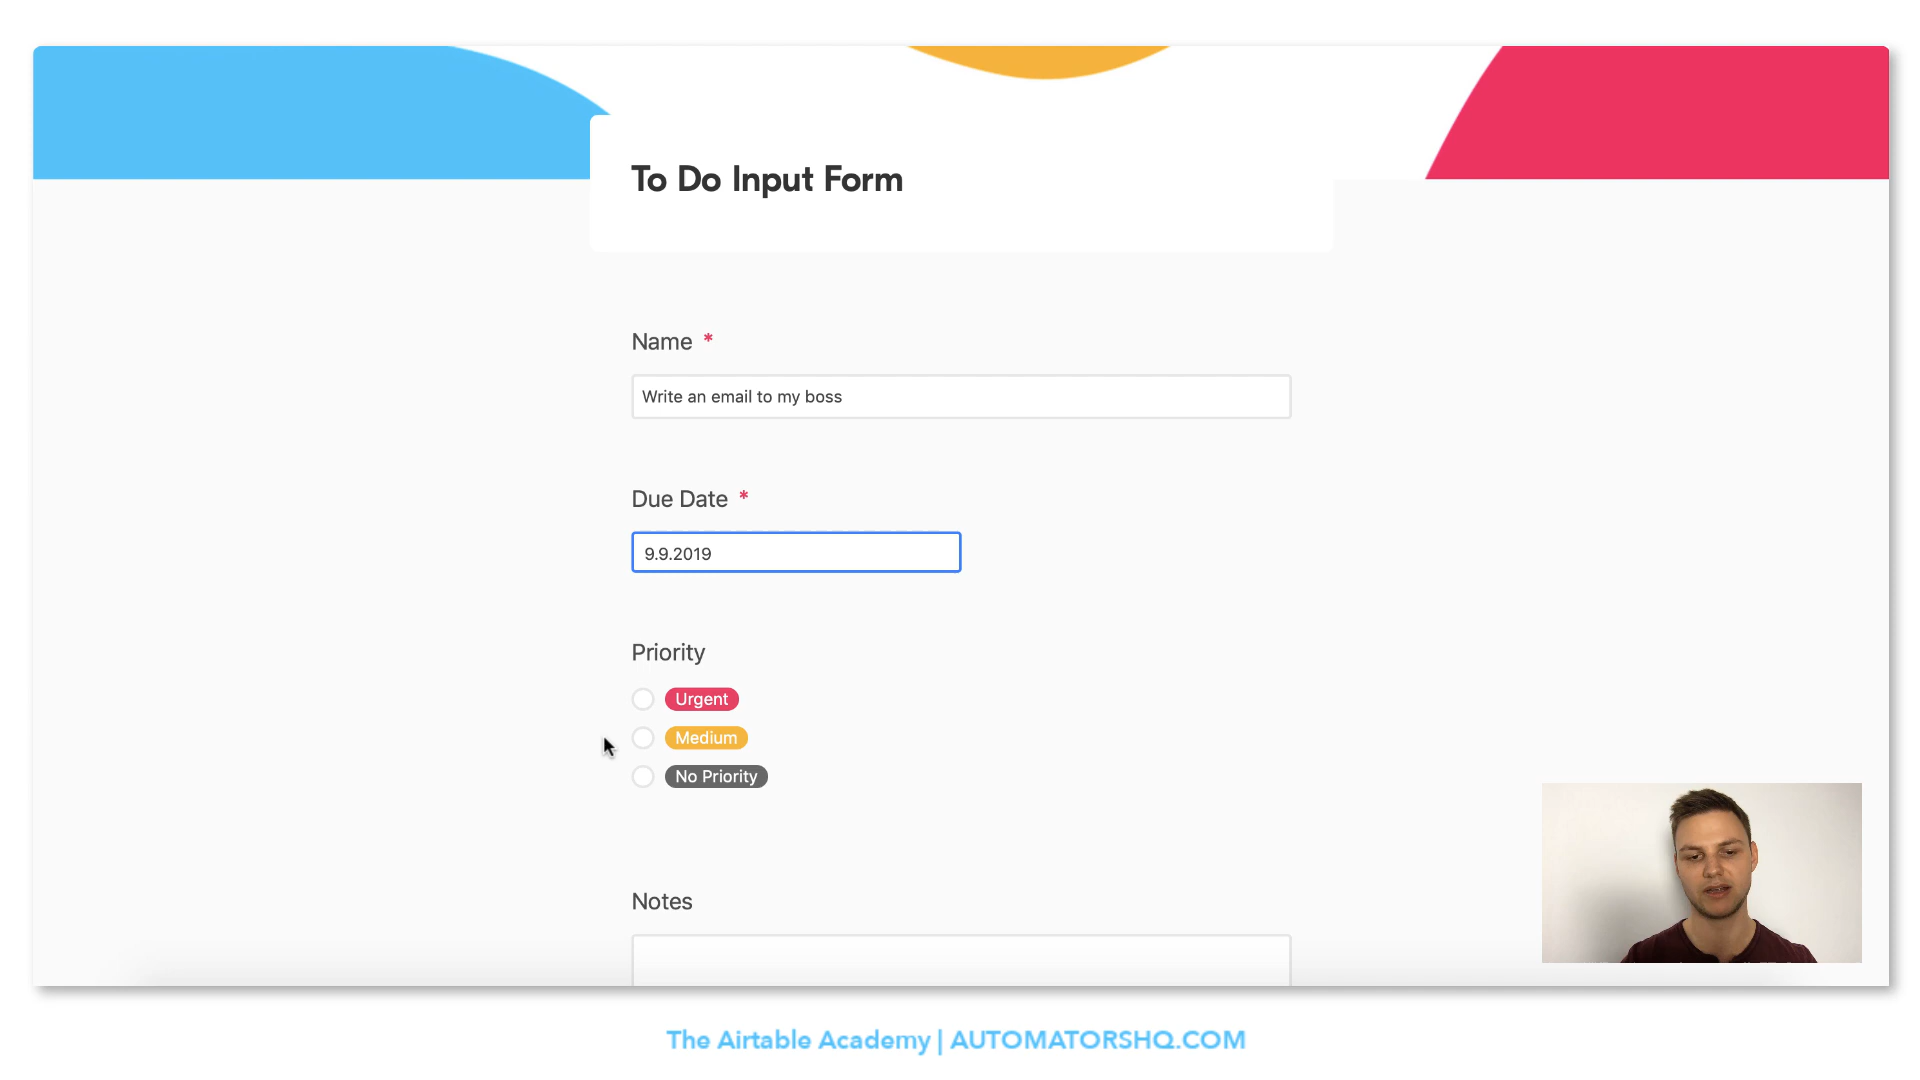 To Do Input Form
Name *
Write an email to my boss
Due Date *
9.9.2019
Priority
Urgent
Medium
No Priority
Notes
The Airtable Academy | AUTOMATORSHQ.COM